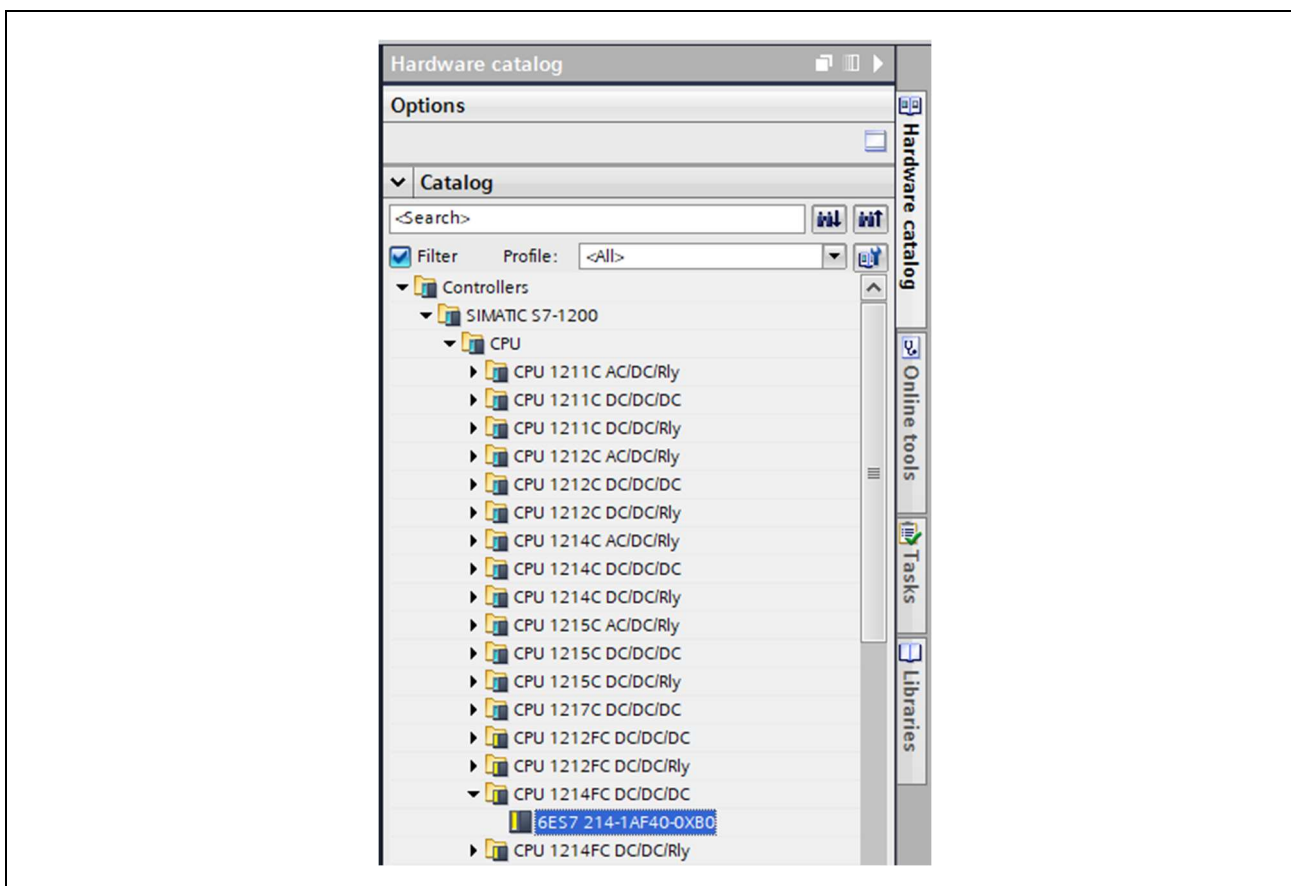 Hardware catalog
Options
Catalog
<Search>
Filter Profile: <All>
Controllers
SIMATIC S7-1200
CPU
CPU 1211C AC/DC/Rly
CPU 1211C DC/DC/DC
CPU 1211C DC/DC/Rly
CPU 1212C AC/DC/Rly
CPU 1212C DC/DC/DC
CPU 1212C DC/DC/Rly
CPU 1214C AC/DC/Rly
CPU 1214C DC/DC/DC
CPU 1214C DC/DC/Rly
CPU 1215C AC/DC/Rly
CPU 1215C DC/DC/DC
CPU 1215C DC/DC/Rly
CPU 1217C DC/DC/DC
CPU 1212FC DC/DC/DC
CPU 1212FC DC/DC/Rly
CPU 1214FC DC/DC/DC
6ES7 214-1AF40-0XB0
CPU 1214FC DC/DC/Rly
Hardware catalog
Online tools
Tasks
Libraries